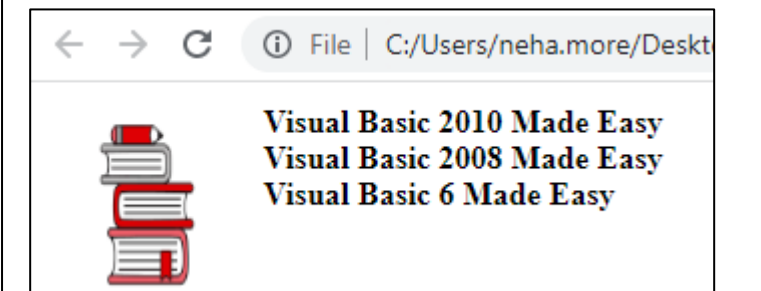 File | C:/Users/neha.more/Deskt
Visual Basic 2010 Made Easy
Visual Basic 2008 Made Easy
Visual Basic 6 Made Easy